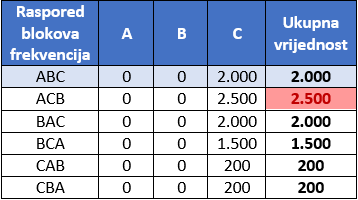 Raspored blokova frekvencija A B C Ukupna vrijednost
ABC 0 0 2.000 2.000
ACB 0 0 2.500 2.500
BAC 0 0 2.000 2.000
BCA 0 0 1.500 1.500
CAB 0 0 200 200
CBA 0 0 200 200